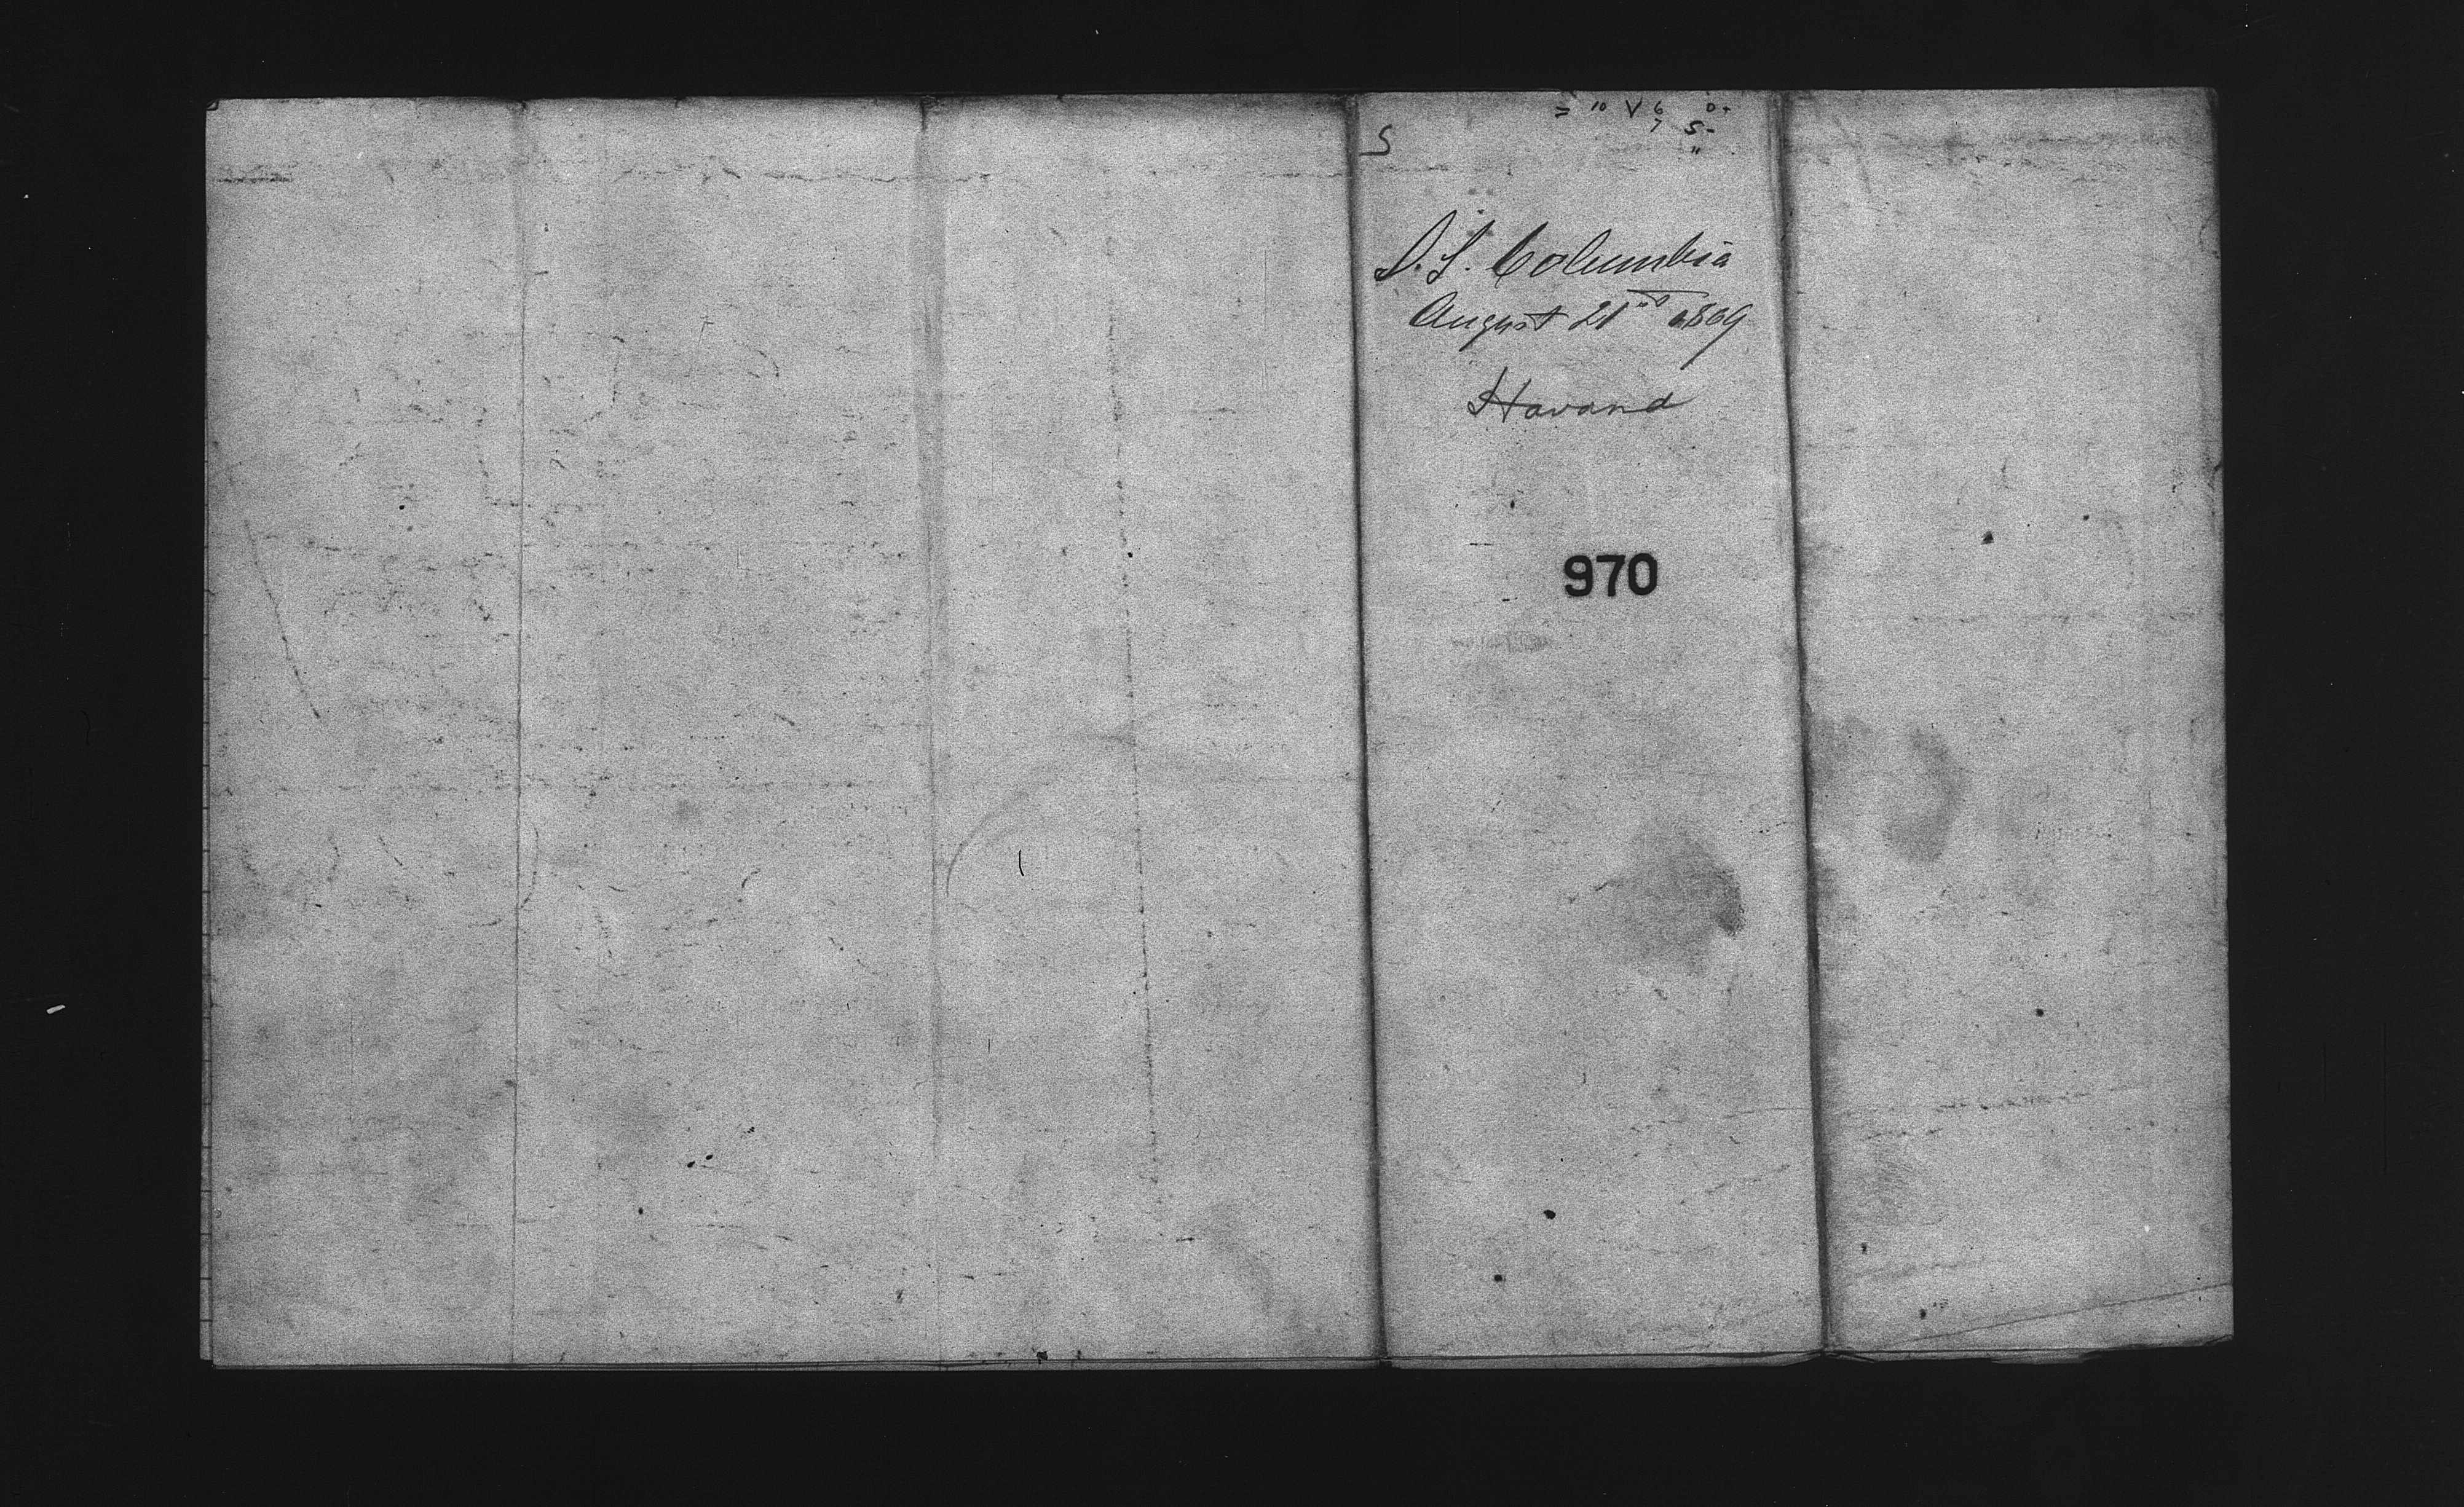 S
S.S. Columbia
August 21st 1869
Havana
970